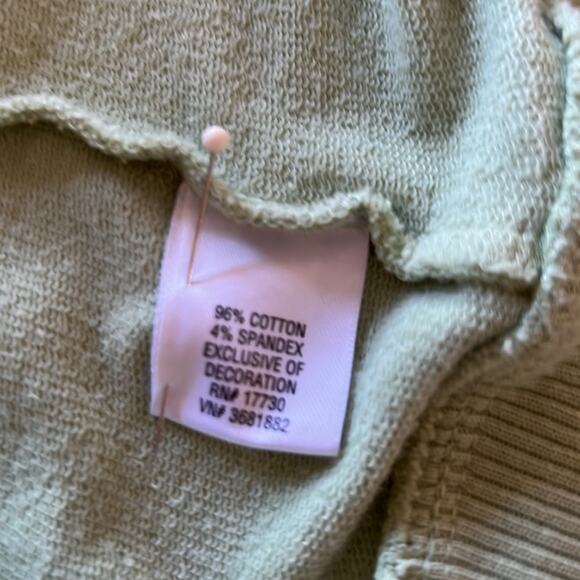 96% COTTON
4% SPANDEX
EXCLUSIVE OF
DECORATION
RN# 17730
VN# 3681882